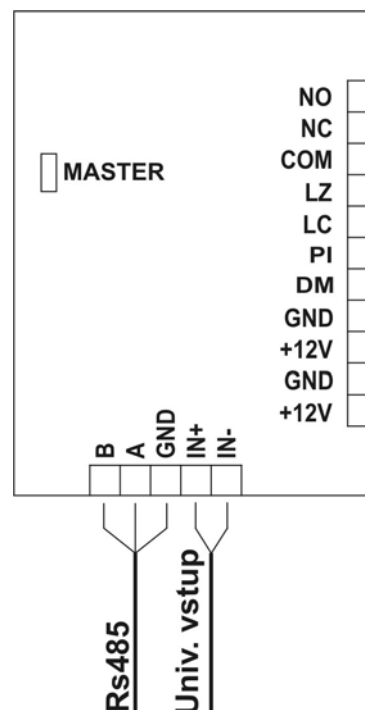 NO
NC
COM
MASTER
LZ
LC
PI
DM
GND
+12V
GND
+12V
B
A
GND
IN+
IN-
Rs485
Univ. vstup